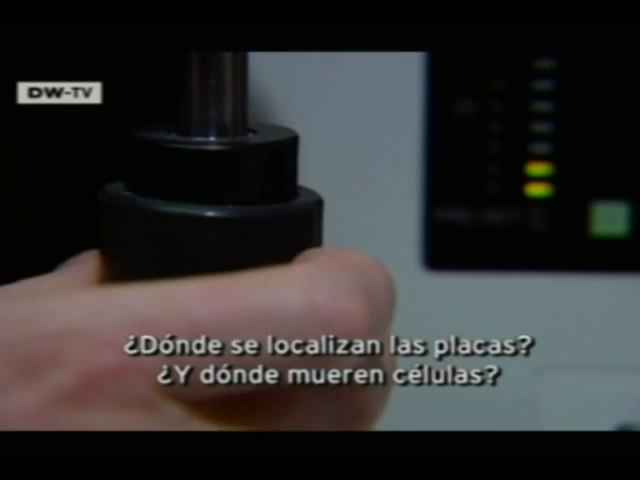 DW-TV
¿Dónde se localizan las placas?
¿Y dónde mueren células?